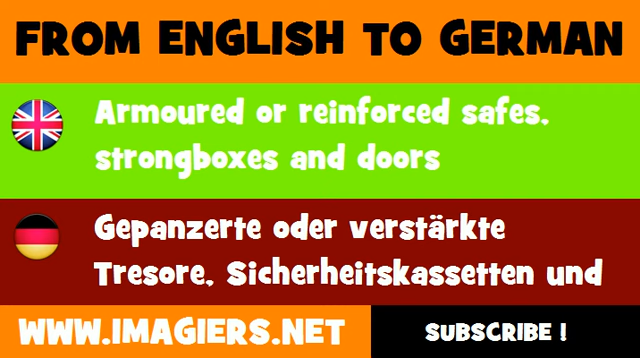 FROM ENGLISH TO GERMAN
Armoured or reinforced safes,
strongboxes and doors
Gepanzerte oder verstärkte
Tresore, Sicherheitskassetten und
WWW.IMAGIERS.NET
SUBSCRIBE !